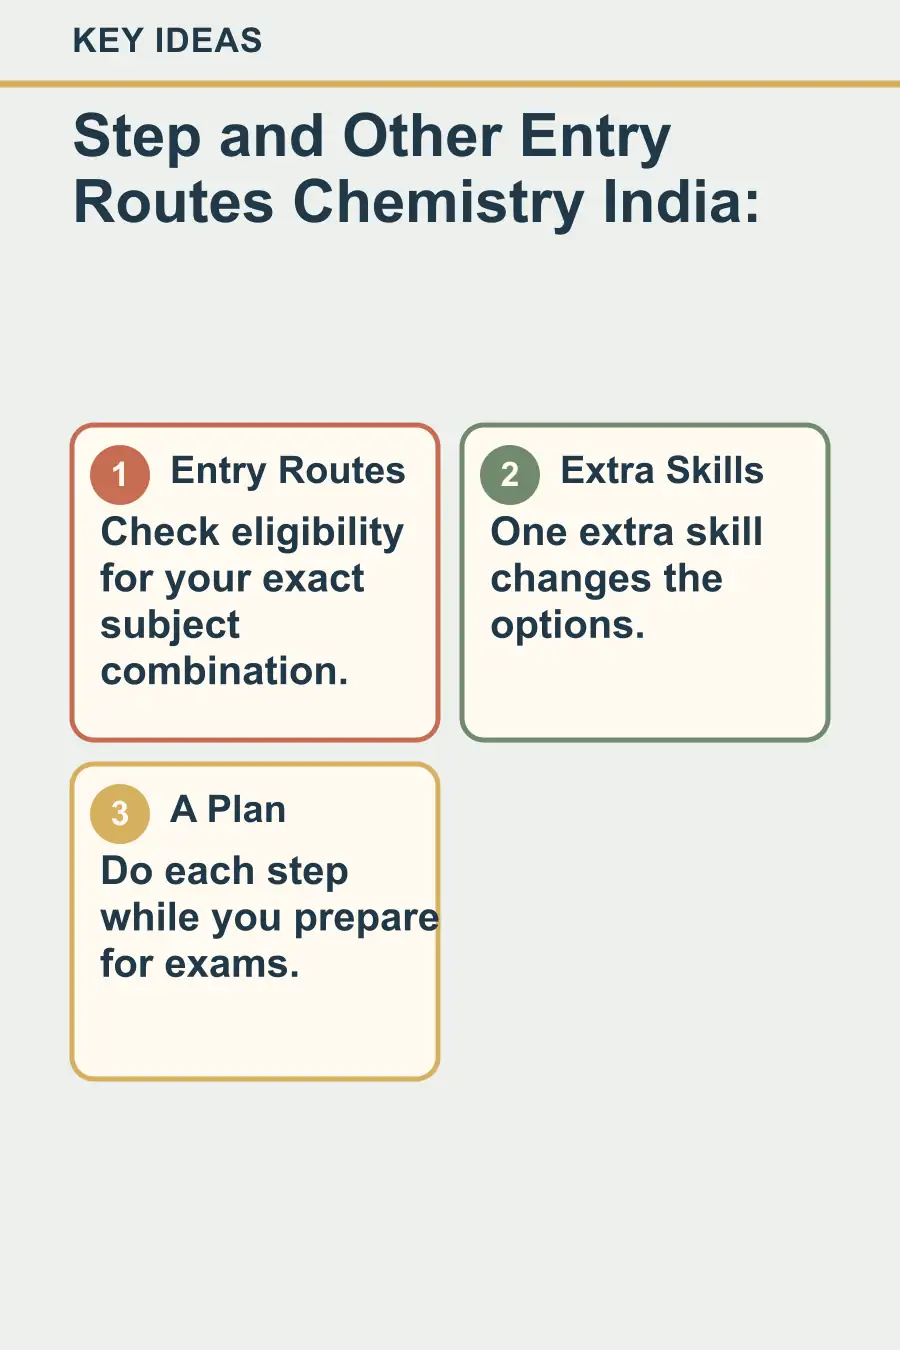 KEY IDEAS
Step and Other Entry
Routes Chemistry India:
1 Entry Routes
Check eligibility
for your exact
subject
combination.
2 Extra Skills
One extra skill
changes the
options.
3 A Plan
Do each step
while you prepare
for exams.